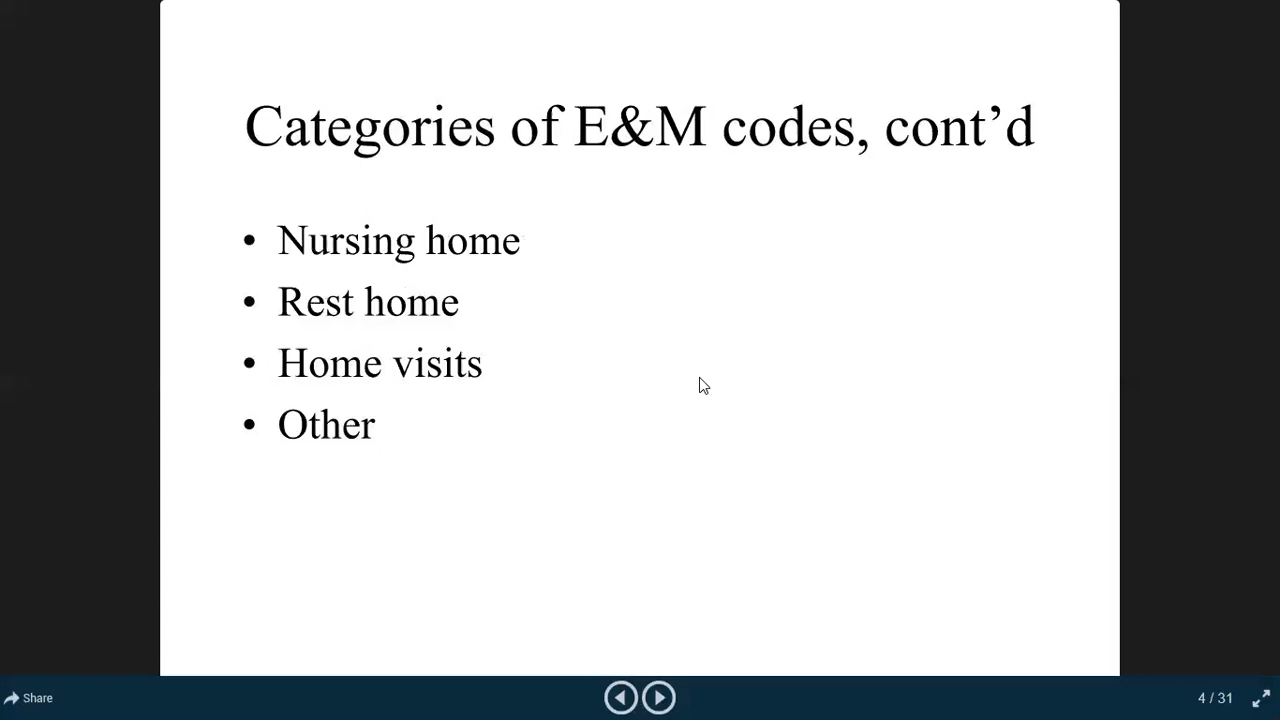 Categories of E&M codes, cont’d
• Nursing home
• Rest home
• Home visits
• Other
Share
4 / 31